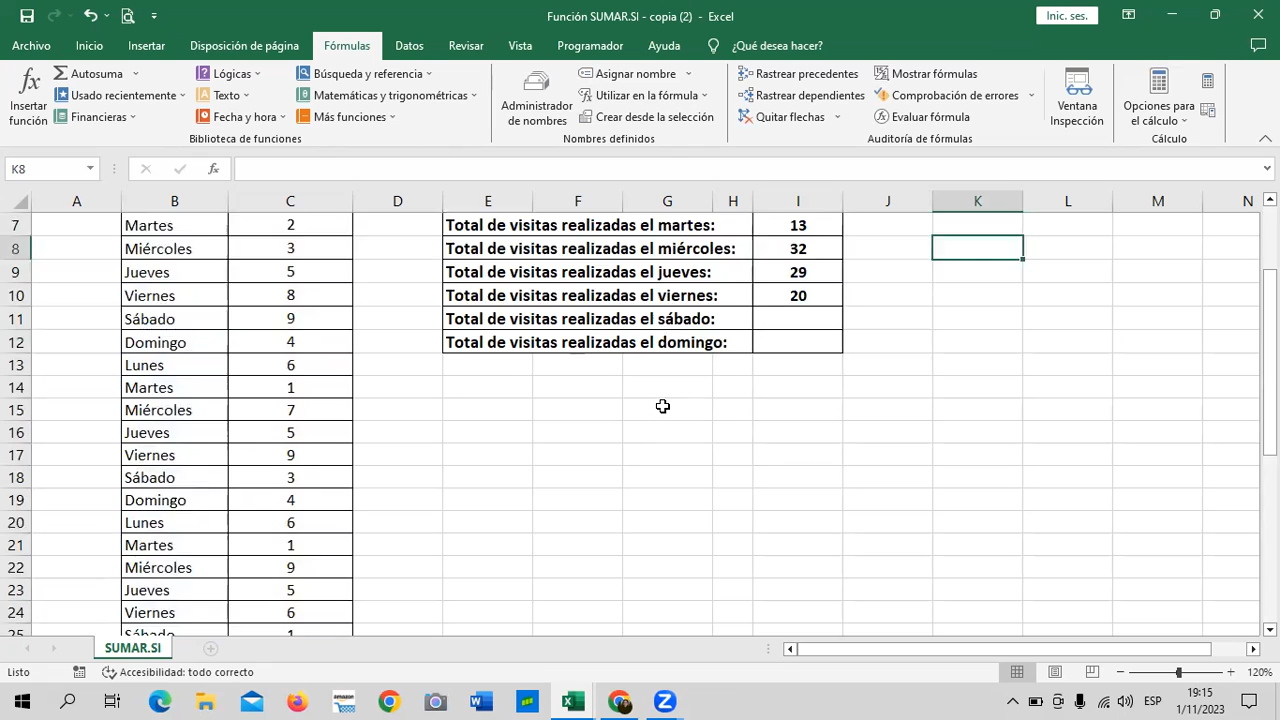 Función SUMAR.SI - copia (2) - Excel
Inic. ses.
Archivo Inicio Insertar Disposición de página Fórmulas Datos Revisar Vista Programador Ayuda ¿Qué desea hacer?
Insertar función
Autosuma
Usado recientemente
Financieras
Lógicas
Texto
Fecha y hora
Búsqueda y referencia
Matemáticas y trigonométricas
Más funciones
Biblioteca de funciones
Administrador de nombres
Asignar nombre
Utilizar en la fórmula
Crear desde la selección
Nombres definidos
Rastrear precedentes
Rastrear dependientes
Quitar flechas
Mostrar fórmulas
Comprobación de errores
Evaluar fórmula
Auditoría de fórmulas
Ventana Inspección
Opciones para el cálculo
Cálculo
K8
fx
A B C D E F G H I J K L M N
7 Martes 2 Total de visitas realizadas el martes: 13
8 Miércoles 3 Total de visitas realizadas el miércoles: 32
9 Jueves 5 Total de visitas realizadas el jueves: 29
10 Viernes 8 Total de visitas realizadas el viernes: 20
11 Sábado 9 Total de visitas realizadas el sábado:
12 Domingo 4 Total de visitas realizadas el domingo:
13 Lunes 6
14 Martes 1
15 Miércoles 7
16 Jueves 5
17 Viernes 9
18 Sábado 3
19 Domingo 4
20 Lunes 6
21 Martes 1
22 Miércoles 9
23 Jueves 5
24 Viernes 6
25 Sábado 1
SUMAR.SI
Listo Accesibilidad: todo correcto 120%
ESP 19:15
1/11/2023